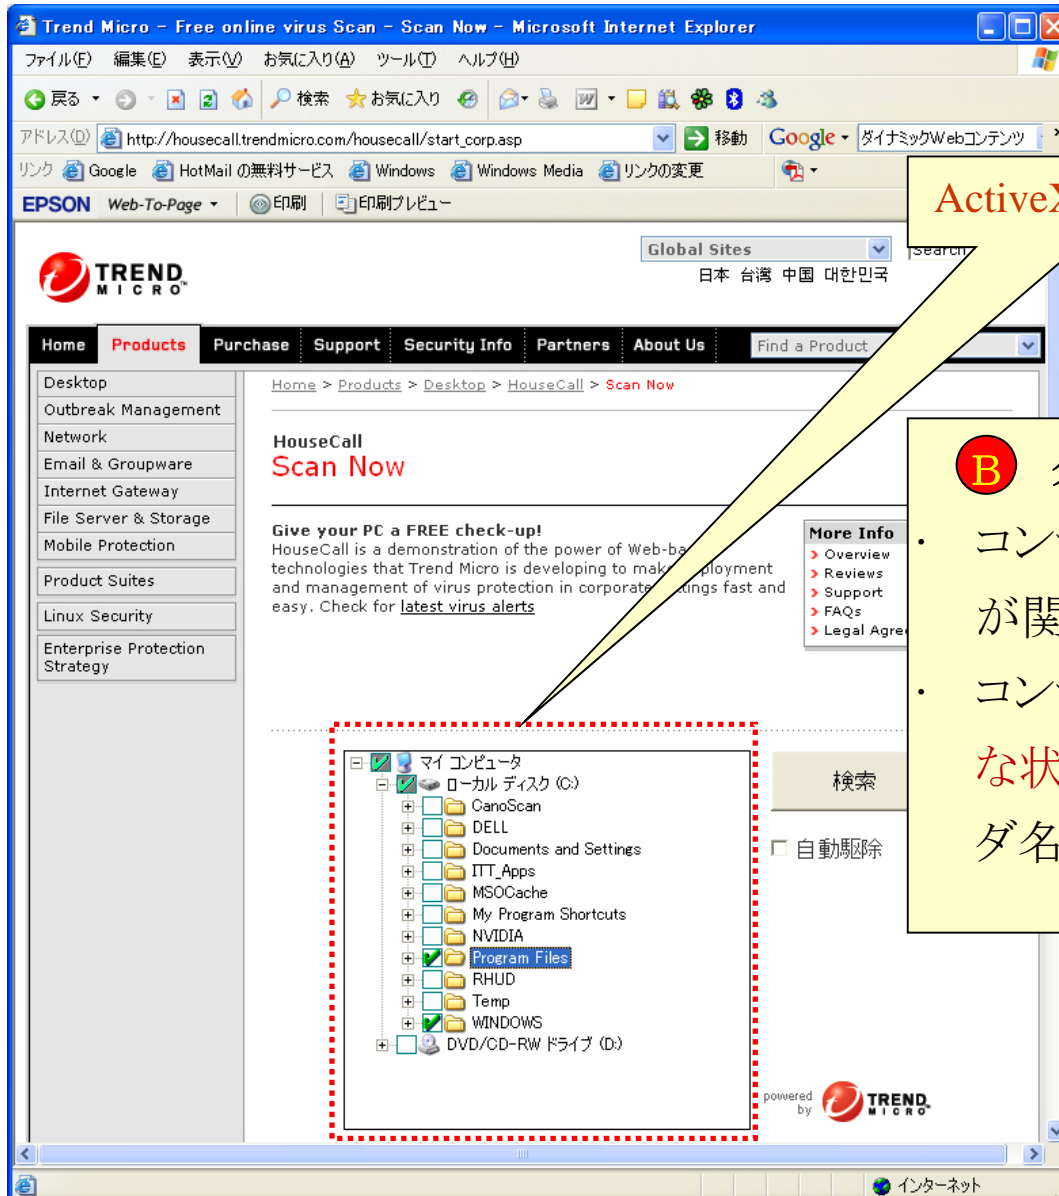 Trend Micro - Free online virus Scan - Scan Now - Microsoft Internet Explorer
ファイル(F) 編集(E) 表示(V) お気に入り(A) ツール(T) ヘルプ(H)
戻る 検索 お気に入り
アドレス(D) http://housecall.trendmicro.com/housecall/start_corp.asp 移動 Google ダイナミックWebコンテンツ
リンク Google HotMail の無料サービス Windows Windows Media リンクの変更
EPSON Web-To-Page 印刷 印刷プレビュー
ActiveX
Global Sites Search
TREND MICRO™
日本 台灣 中国 대한민국
Home Products Purchase Support Security Info Partners About Us Find a Product
Desktop
Outbreak Management
Network
Email & Groupware
Internet Gateway
File Server & Storage
Mobile Protection
Product Suites
Linux Security
Enterprise Protection
Strategy
Home > Products > Desktop > HouseCall > Scan Now
HouseCall
Scan Now
Give your PC a FREE check-up!
HouseCall is a demonstration of the power of Web-ba
technologies that Trend Micro is developing to make ployment
and management of virus protection in corporate ttings fast and
easy. Check for latest virus alerts
More Info
Overview
Reviews
Support
FAQs
Legal Agre
B
・ コン
が関
・ コン
な状
ダ名
マイ コンピュータ
ローカル ディスク (C:)
CanoScan
DELL
Documents and Settings
ITT_Apps
MSOCache
My Program Shortcuts
NVIDIA
Program Files
RHUD
Temp
WINDOWS
DVD/CD-RW ドライブ (D:)
検索
自動駆除
powered by TREND MICRO
インターネット